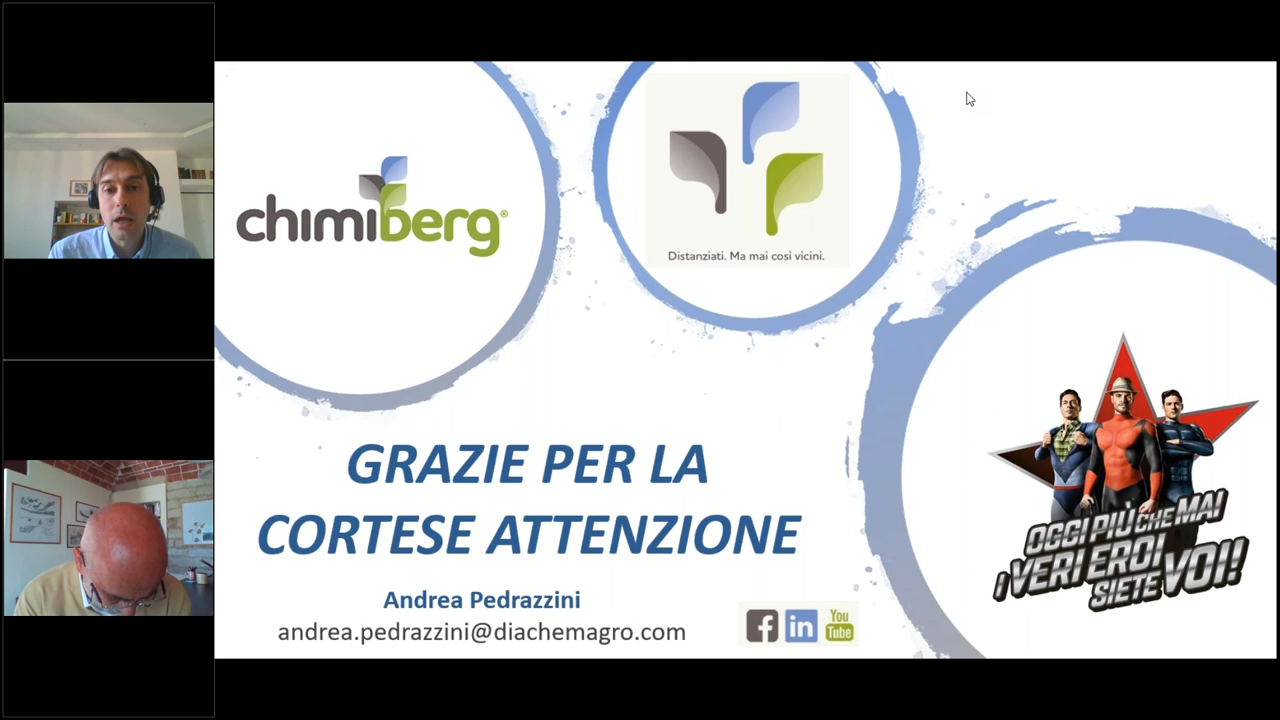 chimiberg®
Distanziati. Ma mai così vicini.
GRAZIE PER LA
CORTESE ATTENZIONE
Andrea Pedrazzini
andrea.pedrazzini@diachemagro.com
f in You
Tube
OGGI PIÙ CHE MAI
I VERI EROI
SIETE VOI!